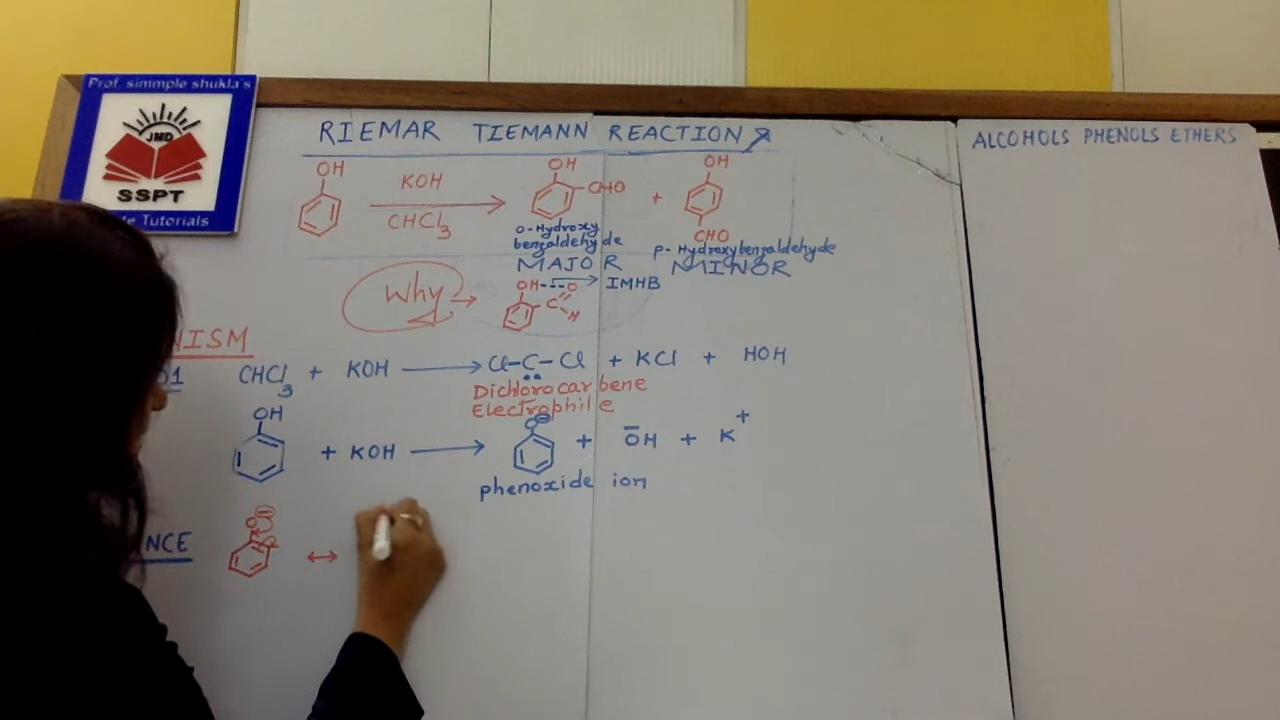 Prof. simmple shukla's
JMD
SSPT
Tutorials
RIEMAR TIEMANN REACTION
ALCOHOLS PHENOLS ETHERS
OH KOH CHCl3 OH CHO + OH CHO
O-Hydroxy benzaldehyde
p-Hydroxybenzaldehyde
MAJOR MINOR
Why OH---O C H IMHB
NISM
01 CHCl3 + KOH Cl-C-Cl + KCl + HOH
Dichlorocarbene
Electrophile
OH + KOH O⊖ + ŌH + K+
phenoxide ion
NCE O⊖ ↔